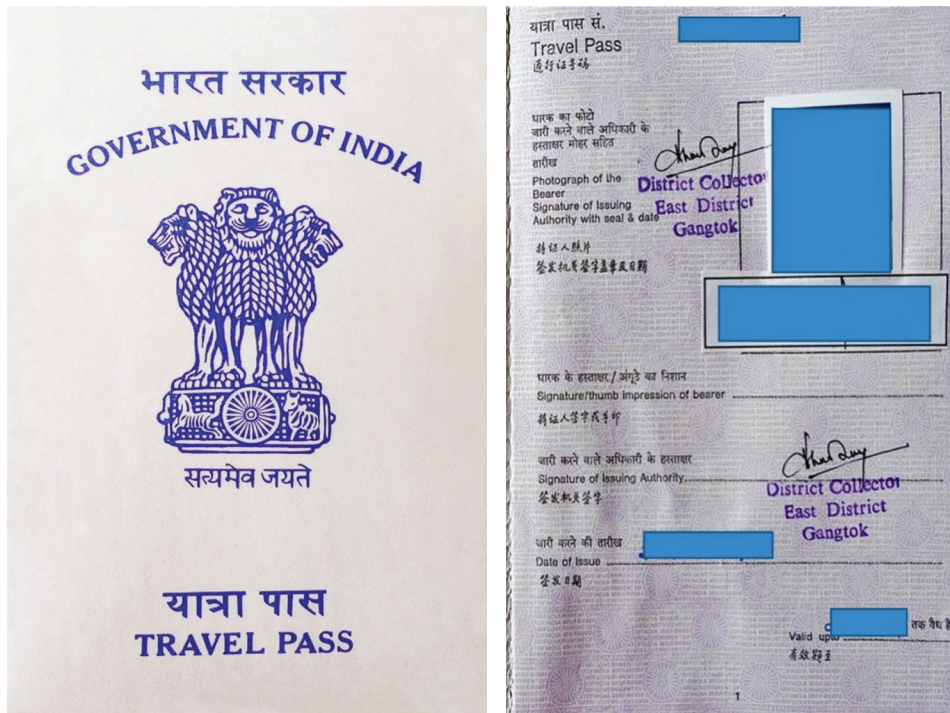 भारत सरकार
GOVERNMENT OF INDIA
सत्यमेव जयते
यात्रा पास
TRAVEL PASS
यात्रा पास सं.
Travel Pass
通行证号码
धारक का फोटो
जारी करने वाले अधिकारी के
हस्ताक्षर मोहर सहित
तारीख
Photograph of the
Bearer
Signature of Issuing
Authority with seal & date
District Collector
East District
Gangtok
持证人照片
签发机关签字盖章及日期
धारक के हस्ताक्षर/अंगूठे का निशान
Signature/thumb Impression of bearer
持证人签字或手印
जारी करने वाले अधिकारी के हस्ताक्षर
Signature of Issuing Authority
签发机关签字
District Collector
East District
Gangtok
जारी करने की तारीख
Date of Issue
签发日期
तक वैध है
Valid upto
有效期至
1